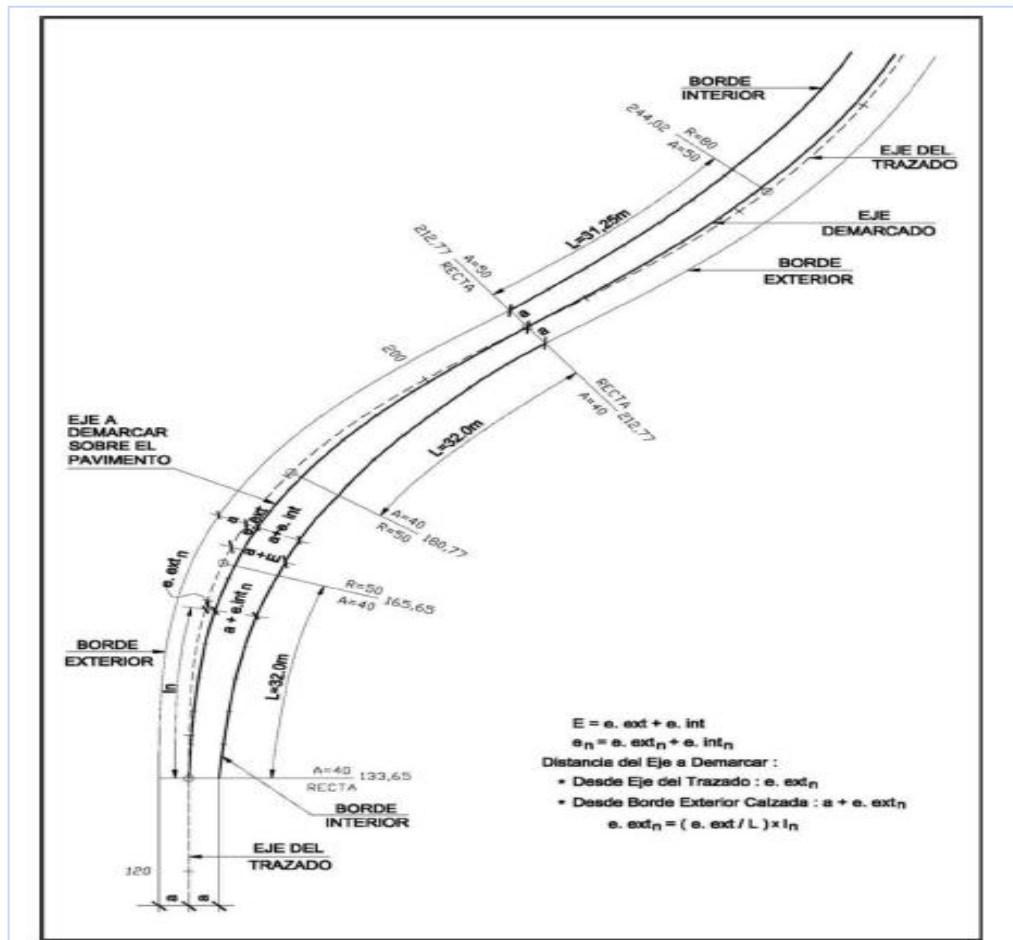 BORDE
INTERIOR
244,02
R=80
A=50
EJE DEL
TRAZADO
L=31,25m
EJE
DEMARCADO
212,77
A=50
RECTA
BORDE
EXTERIOR
e
e
200
RECTA
A=40
212,77
L=32.0m
EJE A
DEMARCAR
SOBRE EL
PAVIMENTO
a
e. ext
a+e. int
A=40
R=50
180,77
a+E
e. extn
R=50
A=40
165,65
a + e.intn
BORDE
EXTERIOR
ln
L=32.0m
E = e. ext + e. int
en = e. extn + e. intn
Distancia del Eje a Demarcar :
• Desde Eje del Trazado : e. extn
• Desde Borde Exterior Calzada : a + e. extn
e. extn = ( e. ext / L ) x ln
A=40
RECTA
133,65
BORDE
INTERIOR
EJE DEL
TRAZADO
120
a
a